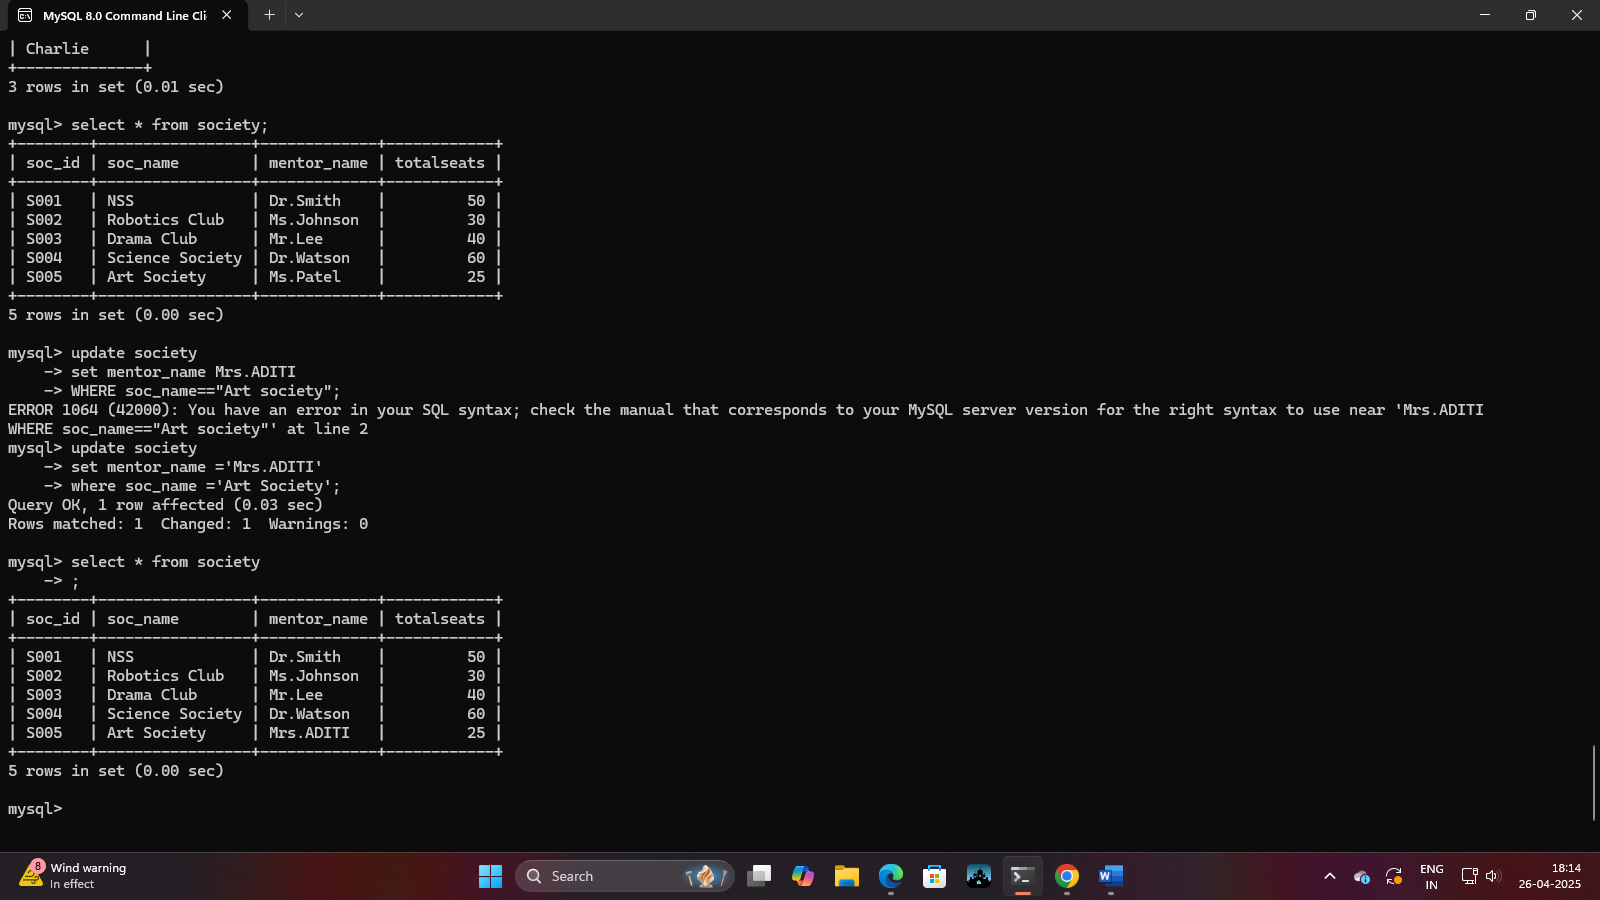 MySQL 8.0 Command Line Cli
| Charlie      |
+--------------+
3 rows in set (0.01 sec)
mysql> select * from society;
+--------+-----------------+-------------+------------+
| soc_id | soc_name        | mentor_name | totalseats |
+--------+-----------------+-------------+------------+
| S001   | NSS             | Dr.Smith    |         50 |
| S002   | Robotics Club   | Ms.Johnson  |         30 |
| S003   | Drama Club      | Mr.Lee      |         40 |
| S004   | Science Society | Dr.Watson   |         60 |
| S005   | Art Society     | Ms.Patel    |         25 |
+--------+-----------------+-------------+------------+
5 rows in set (0.00 sec)
mysql> update society
    -> set mentor_name Mrs.ADITI
    -> WHERE soc_name=="Art society";
ERROR 1064 (42000): You have an error in your SQL syntax; check the manual that corresponds to your MySQL server version for the right syntax to use near 'Mrs.ADITI
WHERE soc_name=="Art society"' at line 2
mysql> update society
    -> set mentor_name ='Mrs.ADITI'
    -> where soc_name ='Art Society';
Query OK, 1 row affected (0.03 sec)
Rows matched: 1  Changed: 1  Warnings: 0
mysql> select * from society
    -> ;
+--------+-----------------+-------------+------------+
| soc_id | soc_name        | mentor_name | totalseats |
+--------+-----------------+-------------+------------+
| S001   | NSS             | Dr.Smith    |         50 |
| S002   | Robotics Club   | Ms.Johnson  |         30 |
| S003   | Drama Club      | Mr.Lee      |         40 |
| S004   | Science Society | Dr.Watson   |         60 |
| S005   | Art Society     | Mrs.ADITI   |         25 |
+--------+-----------------+-------------+------------+
5 rows in set (0.00 sec)
mysql>
8
Wind warning
In effect
Search
W
ENG
IN
18:14
26-04-2025